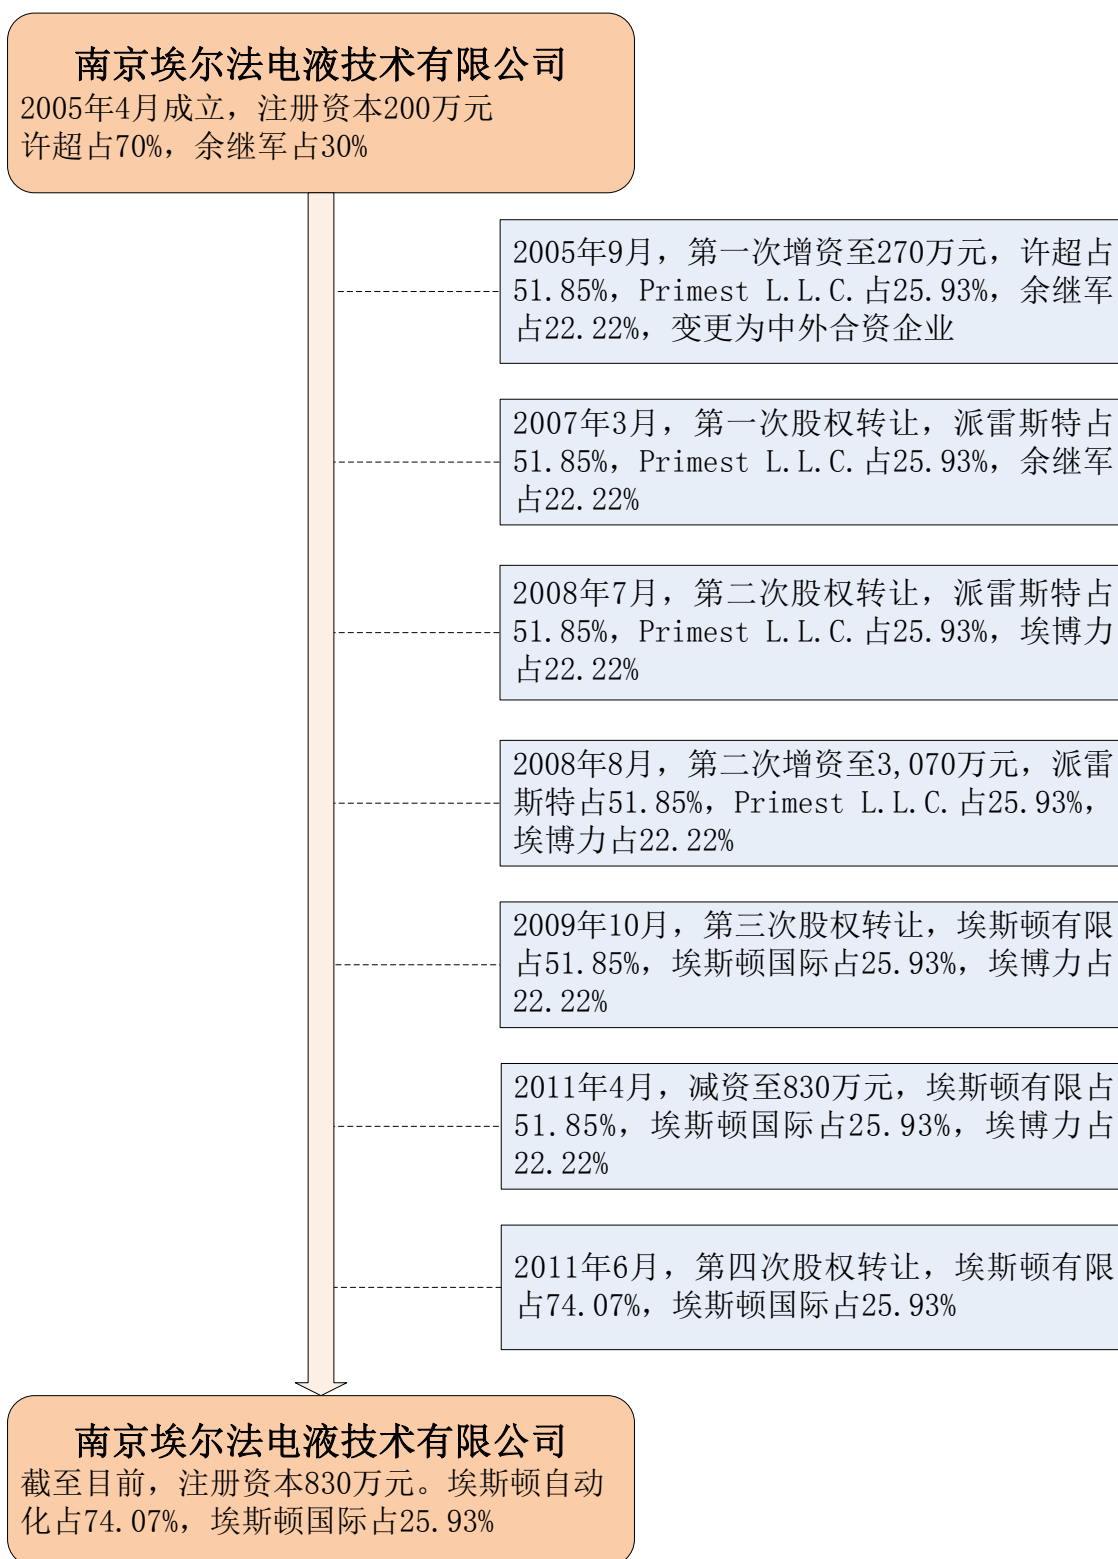 南京埃尔法电液技术有限公司
2005年4月成立，注册资本200万元
许超占70%，余继军占30%
2005年9月，第一次增资至270万元，许超占
51.85%，Primest L.L.C.占25.93%，余继军
占22.22%，变更为中外合资企业
2007年3月，第一次股权转让，派雷斯特占
51.85%，Primest L.L.C.占25.93%，余继军
占22.22%
2008年7月，第二次股权转让，派雷斯特占
51.85%，Primest L.L.C.占25.93%，埃博力
占22.22%
2008年8月，第二次增资至3,070万元，派雷
斯特占51.85%，Primest L.L.C.占25.93%，
埃博力占22.22%
2009年10月，第三次股权转让，埃斯顿有限
占51.85%，埃斯顿国际占25.93%，埃博力占
22.22%
2011年4月，减资至830万元，埃斯顿有限占
51.85%，埃斯顿国际占25.93%，埃博力占
22.22%
2011年6月，第四次股权转让，埃斯顿有限
占74.07%，埃斯顿国际占25.93%
南京埃尔法电液技术有限公司
截至目前，注册资本830万元。埃斯顿自动
化占74.07%，埃斯顿国际占25.93%